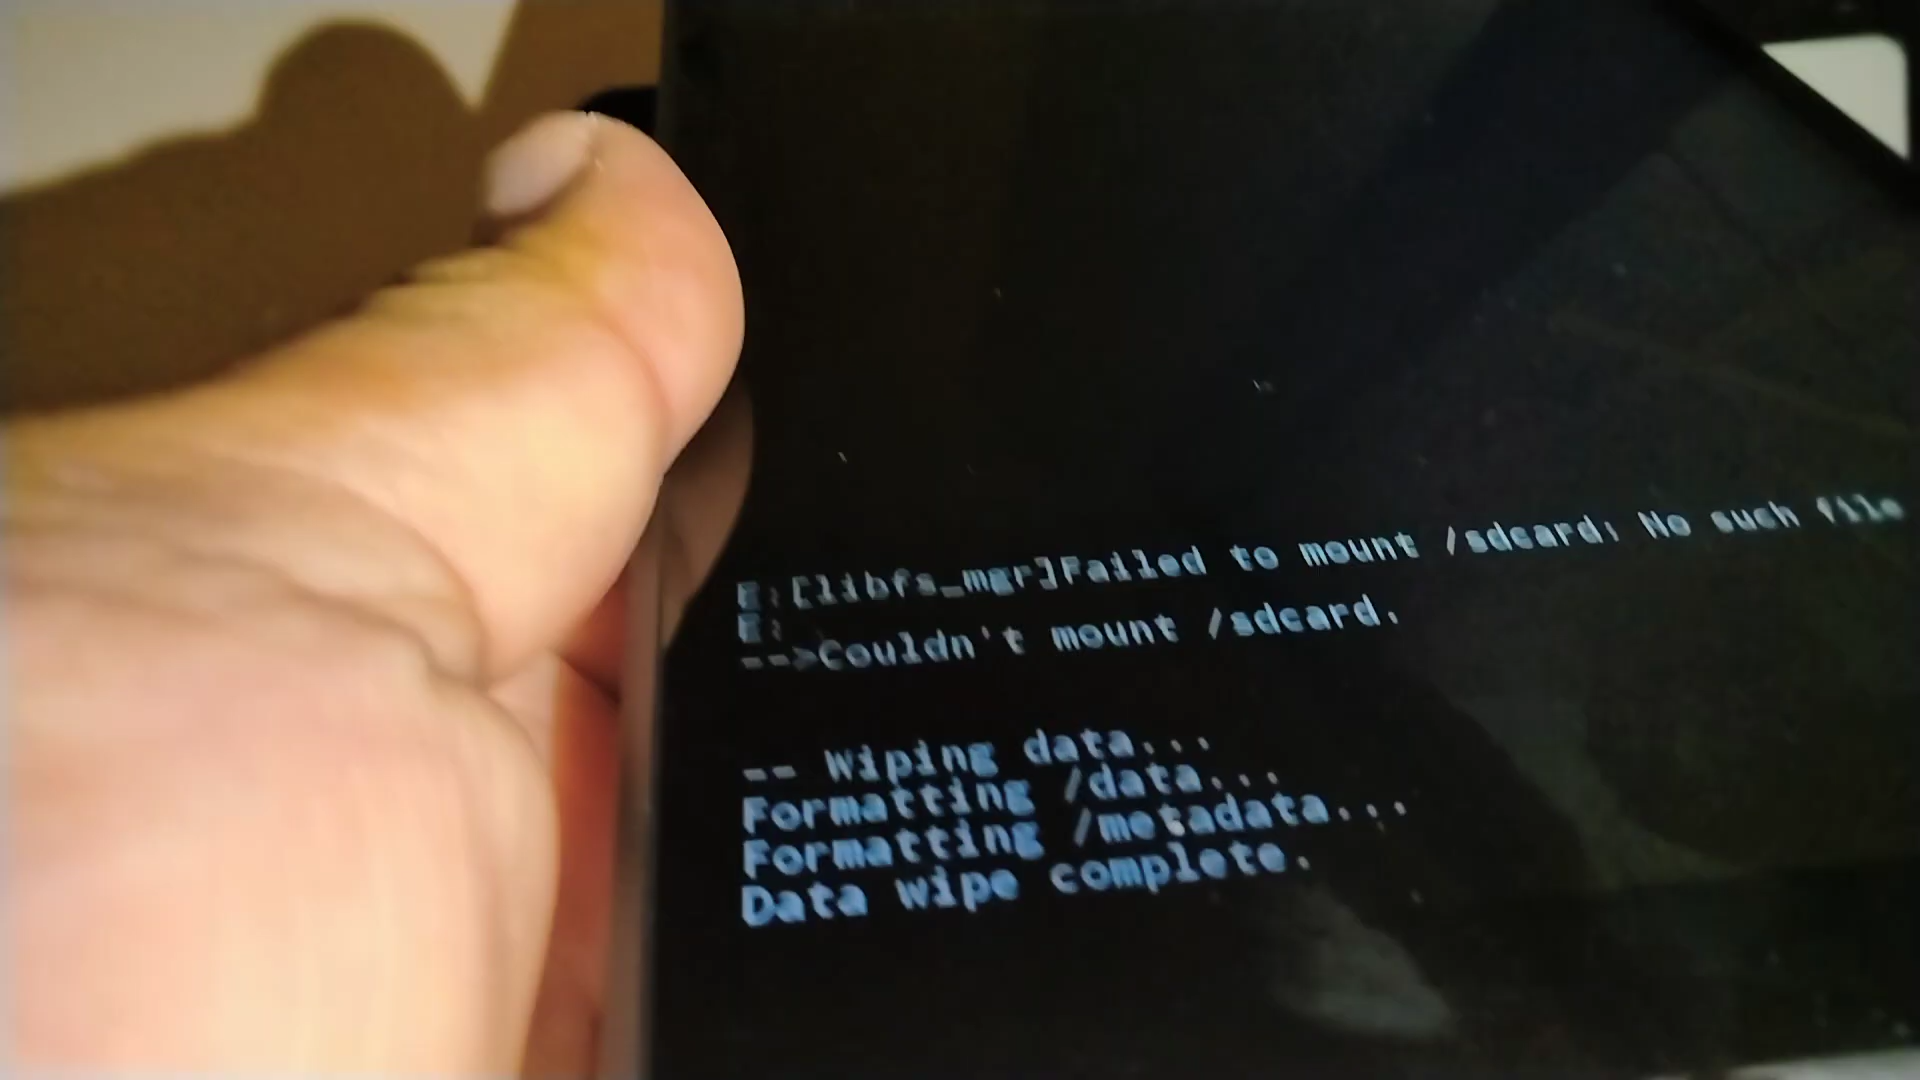 E:[libfs_mgr]Failed to mount /sdcard: No such file
E:
-->Couldn't mount /sdcard.
-- Wiping data...
Formatting /data...
Formatting /metadata...
Data wipe complete.